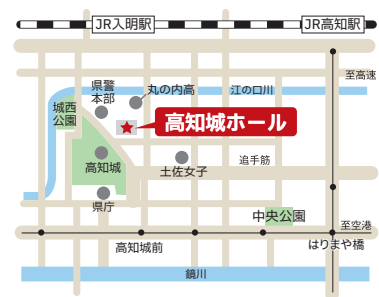 JR入明駅
JR高知駅
至高速
県警
本部
丸の内高
江の口川
城西
公園
高知城ホール
追手筋
高知城
土佐女子
県庁
中央公園
至空港
高知城前
はりまや橋
鏡川